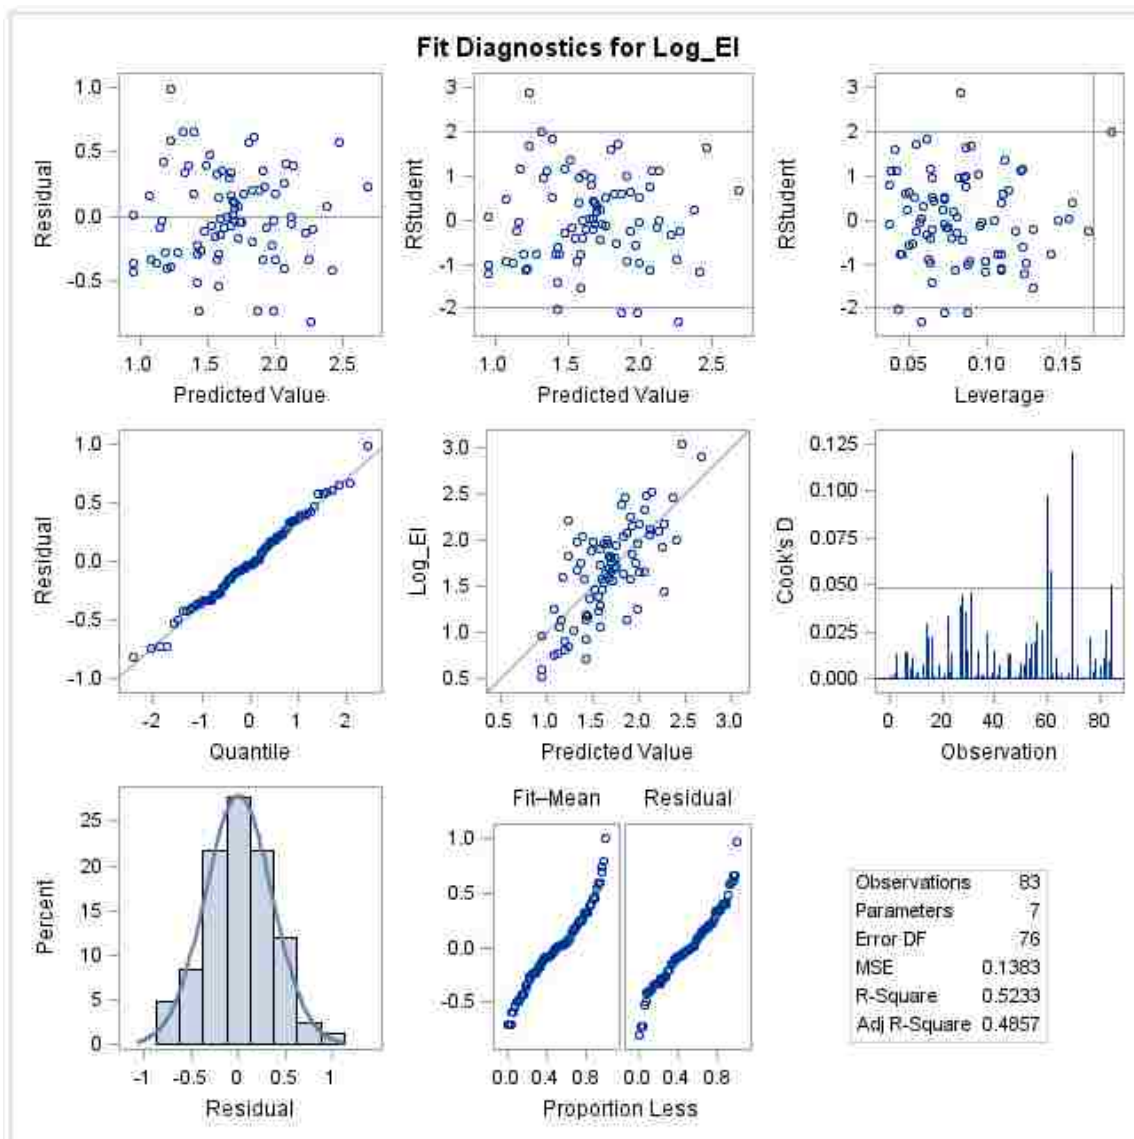 Fit Diagnostics for Log_EI
Residual
1.0
0.5
0.0
-0.5
1.0 1.5 2.0 2.5
Predicted Value
RStudent
3
2
1
0
-1
-2
1.0 1.5 2.0 2.5
Predicted Value
RStudent
3
2
1
0
-1
-2
0.05 0.10 0.15
Leverage
Residual
1.0
0.5
0.0
-0.5
-1.0
-2 -1 0 1 2
Quantile
Log_EI
3.0
2.5
2.0
1.5
1.0
0.5
0.5 1.0 1.5 2.0 2.5 3.0
Predicted Value
Cook's D
0.125
0.100
0.075
0.050
0.025
0.000
0 20 40 60 80
Observation
Percent
25
20
15
10
5
0
-1 -0.5 0 0.5 1
Residual
Fit–Mean Residual
1.0
0.5
0.0
-0.5
0.0 0.4 0.8 0.0 0.4 0.8
Proportion Less
Observations 83
Parameters 7
Error DF 76
MSE 0.1383
R-Square 0.5233
Adj R-Square 0.4857